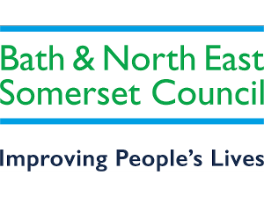 Bath & North East
Somerset Council
Improving People's Lives